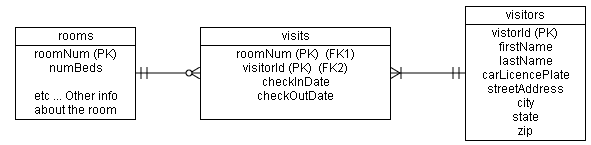 rooms
roomNum (PK)
numBeds
etc ... Other info
about the room
visits
roomNum (PK) (FK1)
visitorId (PK) (FK2)
checkInDate
checkOutDate
visitors
vistorId (PK)
firstName
lastName
carLicencePlate
streetAddress
city
state
zip